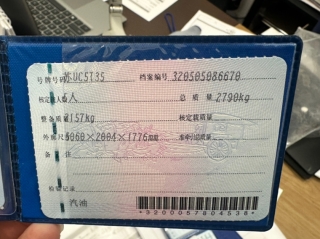 号牌号码 苏UC5T35 档案编号 320505086670
核定载人数 人 总质量 2790kg
整备质量 2157kg 核定载质量
外廓尺寸 5060×2004×1776mm 准牵引总质量
备注
检验记录
汽油
*3200067904538*